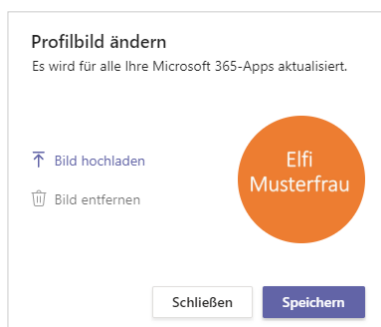 Profilbild ändern
Es wird für alle Ihre Microsoft 365-Apps aktualisiert.
Bild hochladen
Bild entfernen
Elfi
Musterfrau
Schließen
Speichern